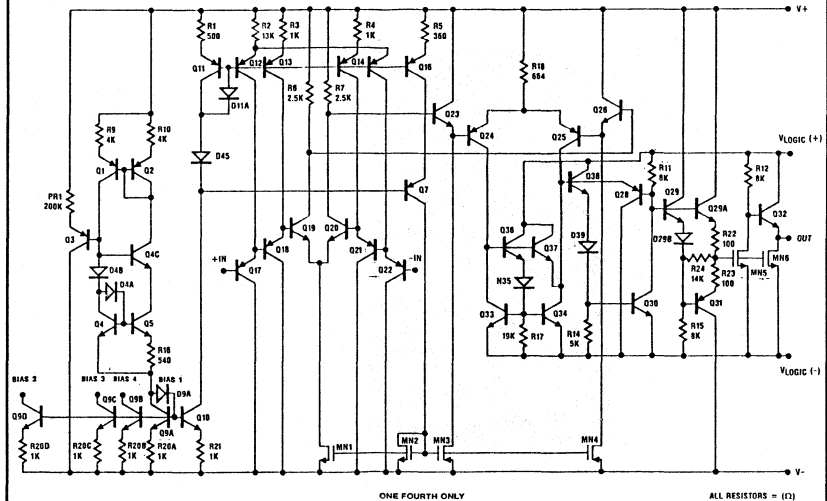 V+
R1
500
R2
13K
R3
1K
R4
1K
R5
360
Q11
Q12
Q13
Q14
Q16
D11A
R6
2.5K
R7
2.5K
R18
664
Q23
Q24
Q25
Q26
R9
4K
R10
4K
Q1
Q2
D45
Q7
PR1
200K
Q3
Q4C
D4B
D4A
Q4
Q5
R16
540
+IN
Q17
Q18
Q19
Q20
Q21
Q22
-IN
Q38
Q28
R11
8K
Q29
Q29A
R12
8K
VLOGIC (+)
Q32
OUT
Q36
Q37
D39
D29B
R22
100
R24
14K
R23
100
MN5
MN6
N35
Q33
19K
R17
Q34
R14
5K
Q30
R15
8K
Q31
VLOGIC (-)
BIAS 2
BIAS 3
BIAS 4
BIAS 1
D9A
Q9D
Q9C
Q9B
Q9A
Q10
R20D
1K
R20C
1K
R20B
1K
R20A
1K
R21
1K
MN1
MN2
MN3
MN4
V-
ONE FOURTH ONLY
ALL RESISTORS = (Ω)